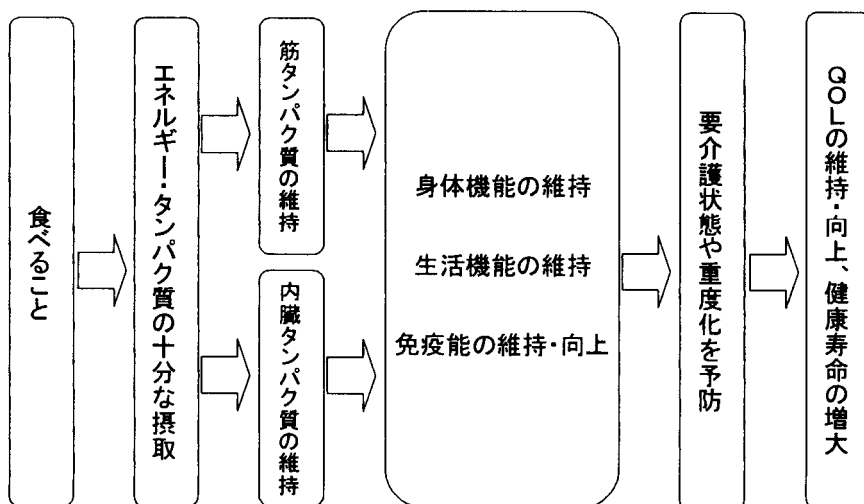 食べること
エネルギー・タンパク質の十分な摂取
筋タンパク質の維持
内臓タンパク質の維持
身体機能の維持
生活機能の維持
免疫能の維持・向上
要介護状態や重度化を予防
QOLの維持・向上、健康寿命の増大